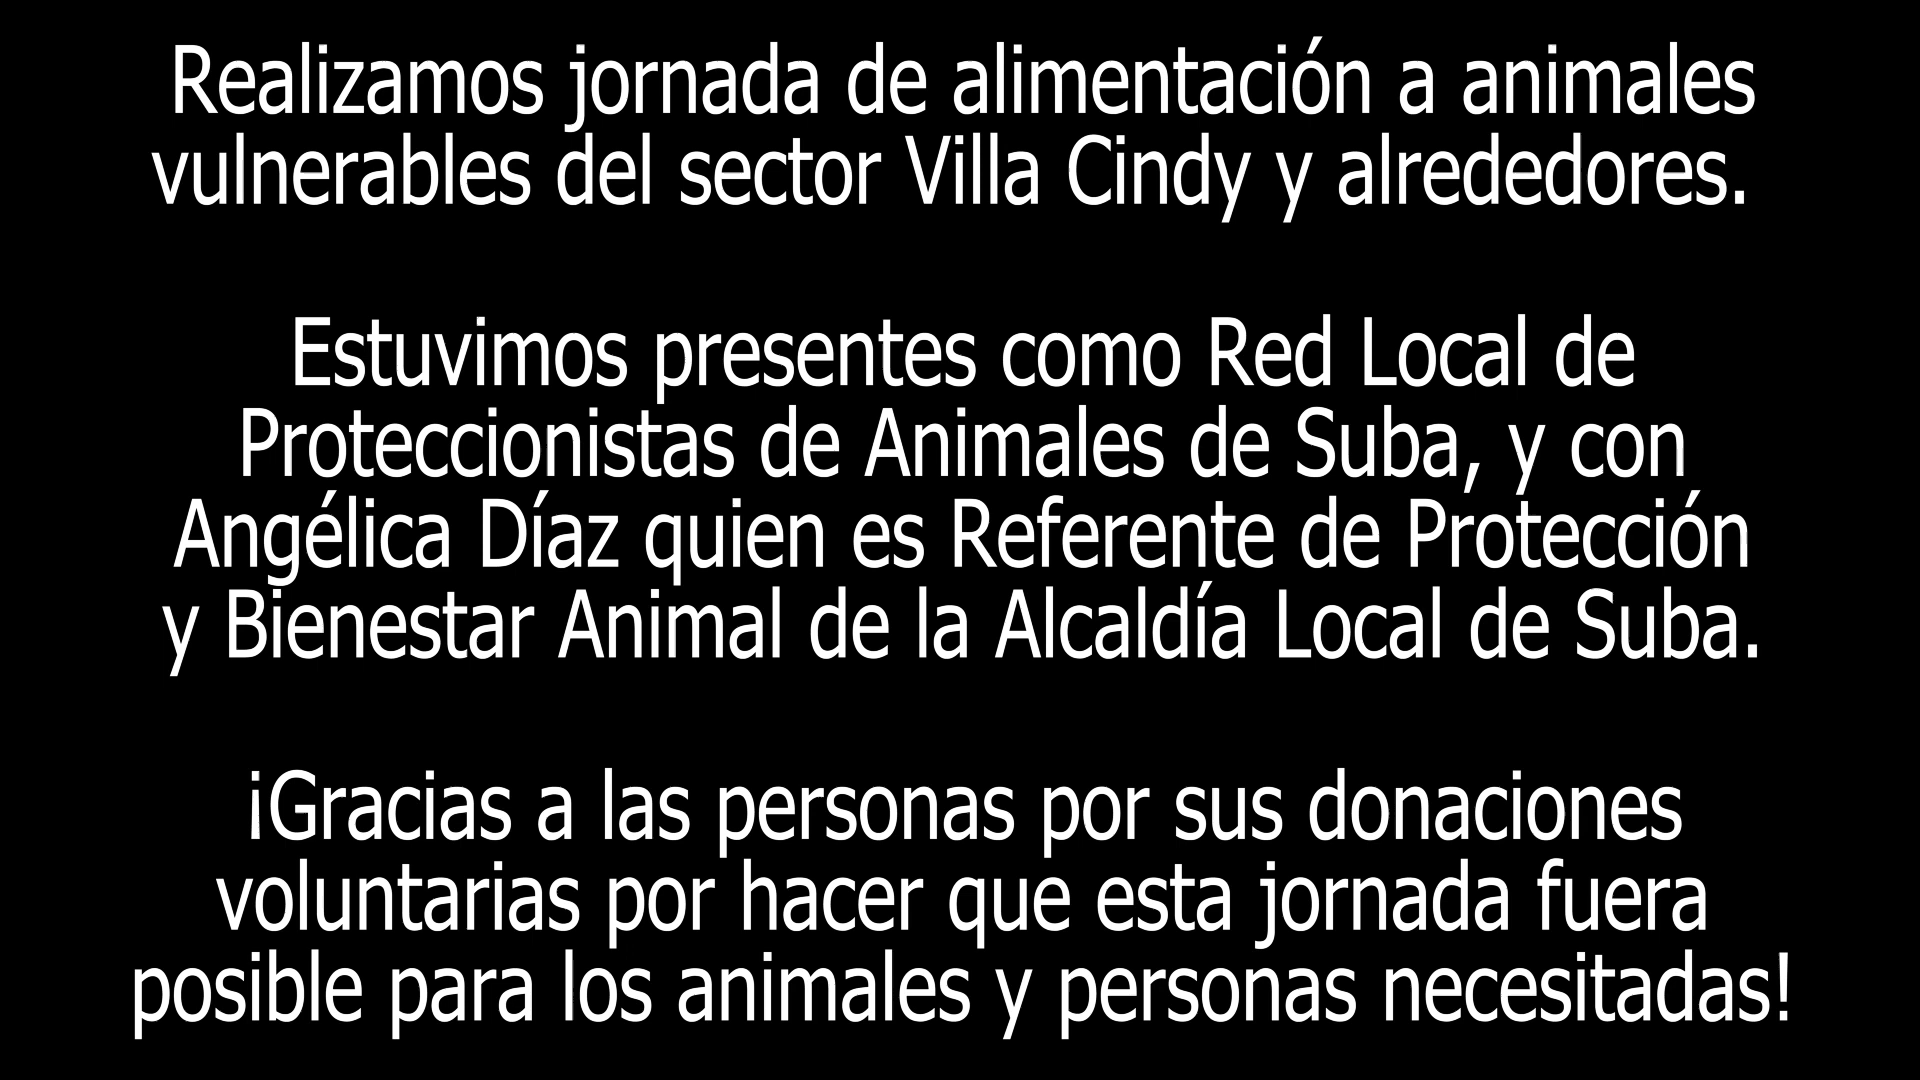 Realizamos jornada de alimentación a animales
vulnerables del sector Villa Cindy y alrededores.
Estuvimos presentes como Red Local de
Proteccionistas de Animales de Suba, y con
Angélica Díaz quien es Referente de Protección
y Bienestar Animal de la Alcaldía Local de Suba.
¡Gracias a las personas por sus donaciones
voluntarias por hacer que esta jornada fuera
posible para los animales y personas necesitadas!